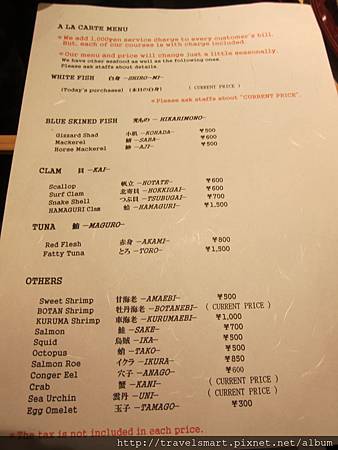 A LA CARTE MENU
※We add 1,000yen service charge to every customer's bill.
But, each of our courses is with charge included.
※Our menu and price will change just a little seasonally.
We have other seafood as well as the following ones.
Please ask staffs about details.
WHITE FISH 白身 -SHIRO-MI-
(Today's purchases) (本日の白身) (CURRENT PRICE)
※Please ask staffs about "CURRENT PRICE".
BLUE SKINED FISH 光もの -HIKARIMONO-
Gizzard Shad 小肌 -KOHADA- ¥500
Mackerel 鯖 -SABA- ¥600
Horse Mackerel 鯵 -AJI- ¥500
CLAM 貝 -KAI-
Scallop 帆立 -HOTATE- ¥600
Surf Clam 北寄貝 -HOKKIGAI- ¥600
Snake Shell つぶ貝 -TSUBUGAI- ¥700
HAMAGURI Clam 蛤 -HAMAGURI- ¥1,500
TUNA 鮪 -MAGURO-
Red Flesh 赤身 -AKAMI- ¥800
Fatty Tuna とろ -TORO- ¥1,500
OTHERS
Sweet Shrimp 甘海老 -AMAEBI- ¥500
BOTAN Shrimp 牡丹海老 -BOTANEBI- (CURRENT PRICE)
KURUMA Shrimp 車海老 -KURUMAEBI- ¥1,000
Salmon 鮭 -SAKE- ¥700
Squid 烏賊 -IKA- ¥500
Octopus 蛸 -TAKO- ¥500
Salmon Roe イクラ -IKURA- ¥850
Conger Eel 穴子 -ANAGO- ¥600
Crab 蟹 -KANI- (CURRENT PRICE)
Sea Urchin 雲丹 -UNI- (CURRENT PRICE)
Egg Omelet 玉子 -TAMAGO- ¥300
※The tax is not included in each price.
http://travelsmart.pixnet.net/album